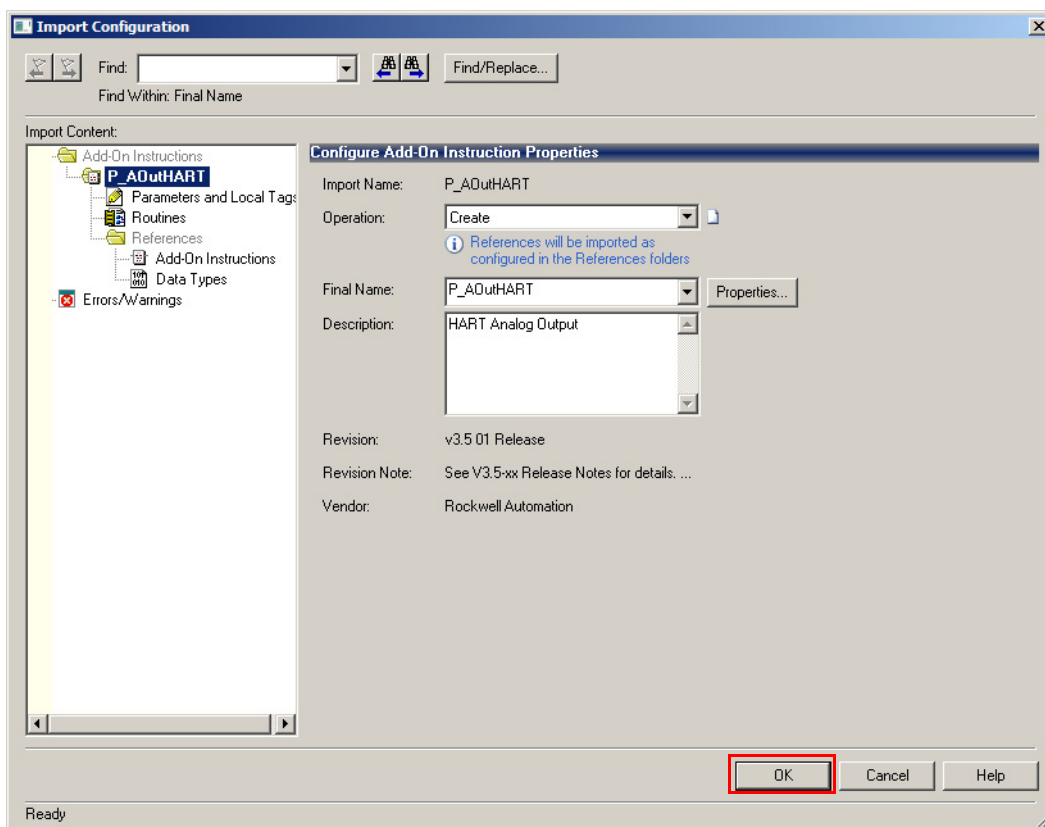 Import Configuration
Find:
Find/Replace...
Find Within: Final Name
Import Content:
Add-On Instructions
P_AOutHART
Parameters and Local Tags
Routines
References
Add-On Instructions
Data Types
Errors/Warnings
Configure Add-On Instruction Properties
Import Name: P_AOutHART
Operation: Create
References will be imported as
configured in the References folders
Final Name: P_AOutHART Properties...
Description: HART Analog Output
Revision: v3.5 01 Release
Revision Note: See V3.5-xx Release Notes for details. ...
Vendor: Rockwell Automation
OK Cancel Help
Ready